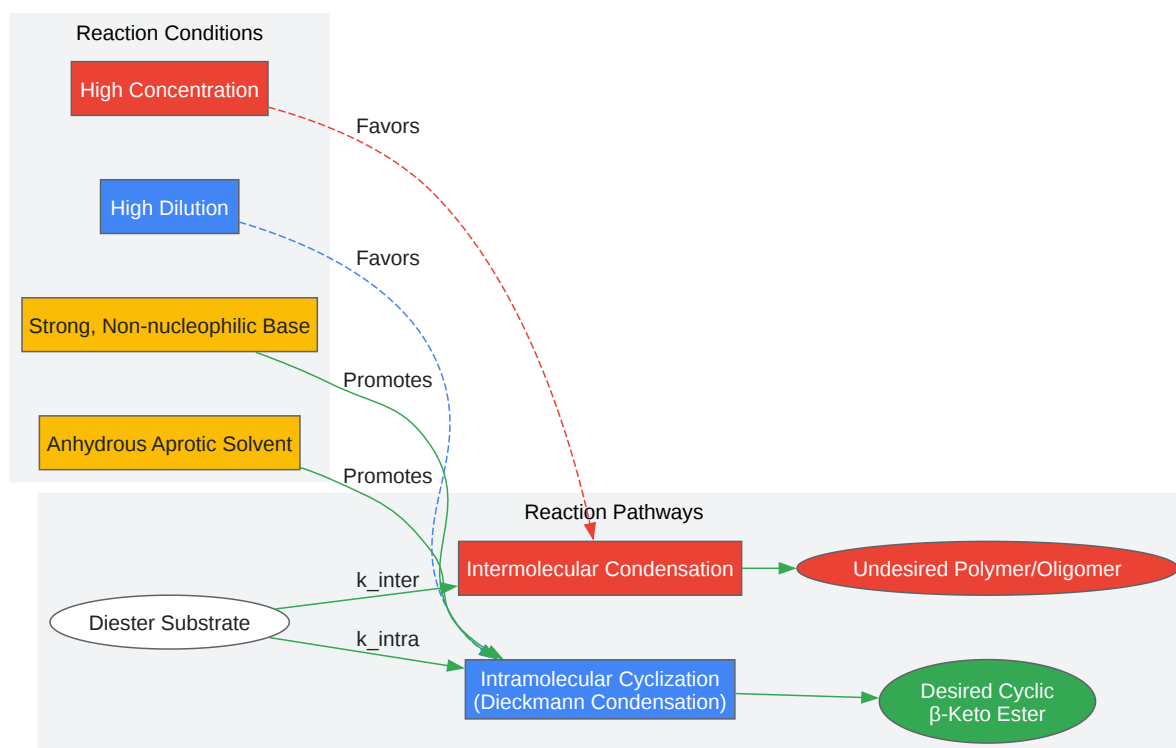 Reaction Conditions
High Concentration
Favors
High Dilution
Favors
Strong, Non-nucleophilic Base
Promotes
Anhydrous Aprotic Solvent
Promotes
Reaction Pathways
Intermolecular Condensation
Undesired Polymer/Oligomer
k_inter
Diester Substrate
k_intra
Intramolecular Cyclization
(Dieckmann Condensation)
Desired Cyclic
β-Keto Ester